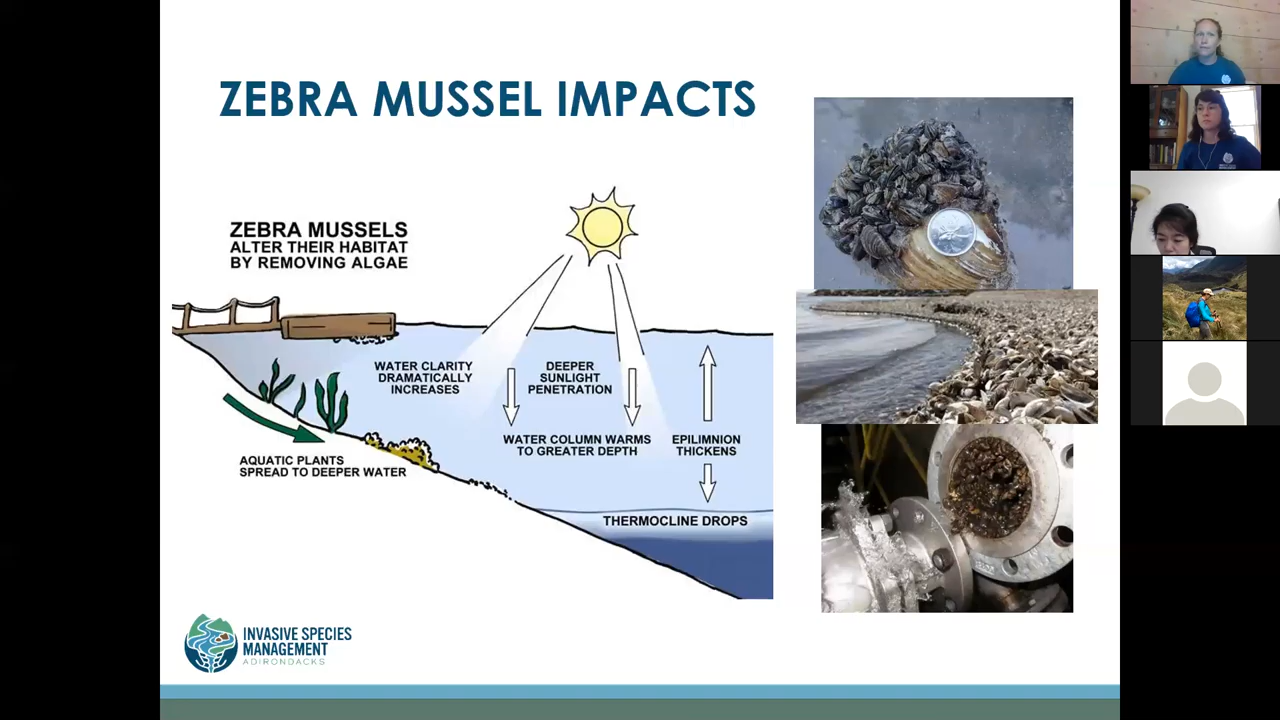 ZEBRA MUSSEL IMPACTS
ZEBRA MUSSELS
ALTER THEIR HABITAT
BY REMOVING ALGAE
WATER CLARITY
DRAMATICALLY
INCREASES
DEEPER
SUNLIGHT
PENETRATION
WATER COLUMN WARMS
TO GREATER DEPTH
EPILIMNION
THICKENS
AQUATIC PLANTS
SPREAD TO DEEPER WATER
THERMOCLINE DROPS
INVASIVE SPECIES
MANAGEMENT
ADIRONDACKS